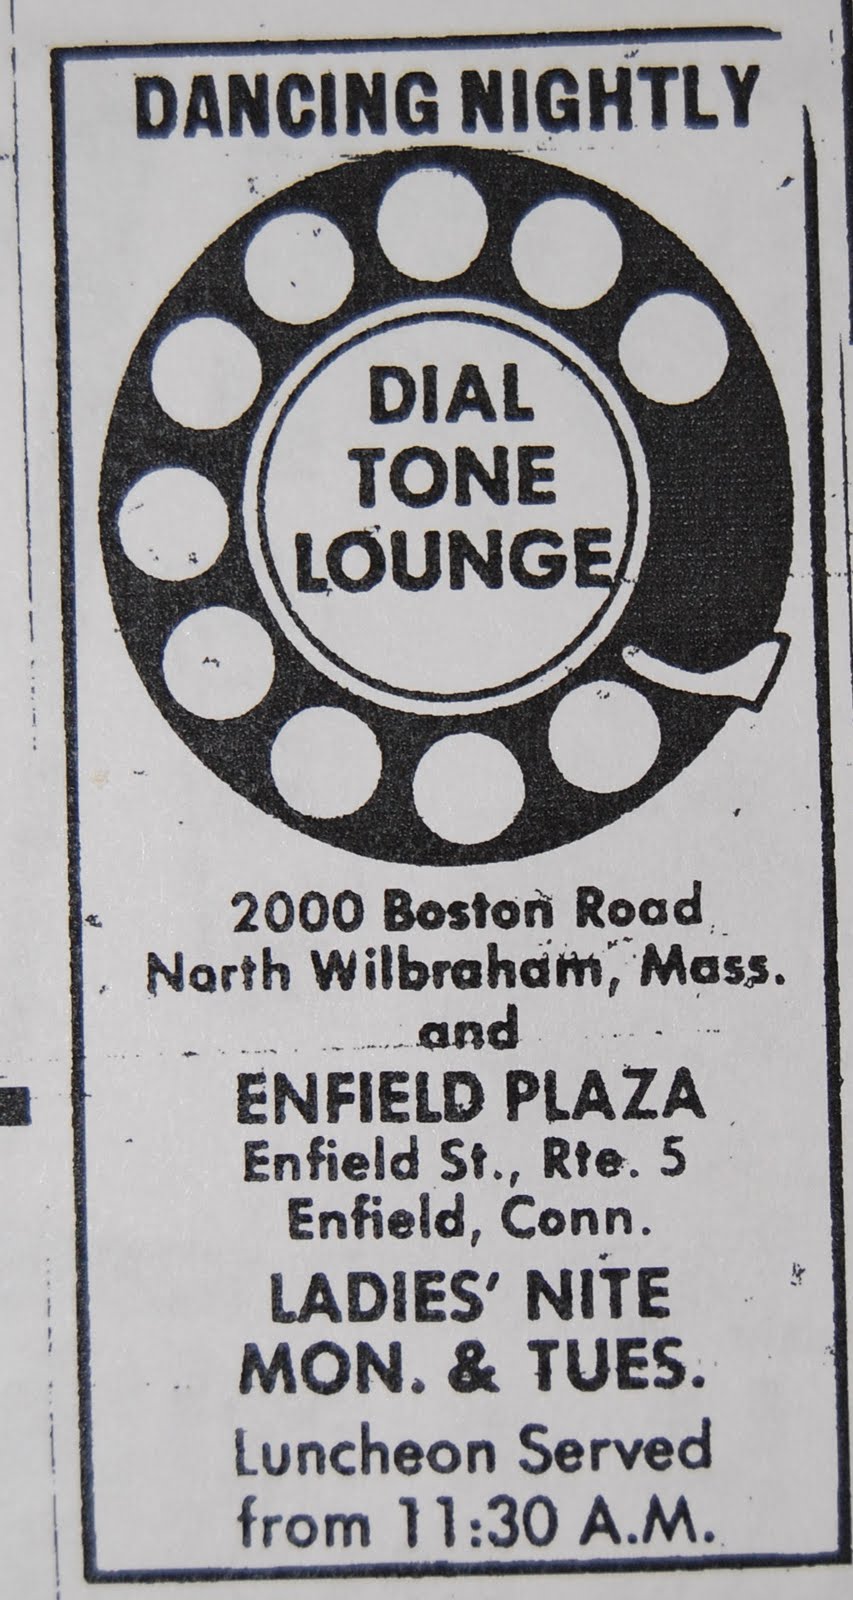 DANCING NIGHTLY
DIAL
TONE
LOUNGE
2000 Boston Road
North Wilbraham, Mass.
and
ENFIELD PLAZA
Enfield St., Rte. 5
Enfield, Conn.
LADIES' NITE
MON. & TUES.
Luncheon Served
from 11:30 A.M.